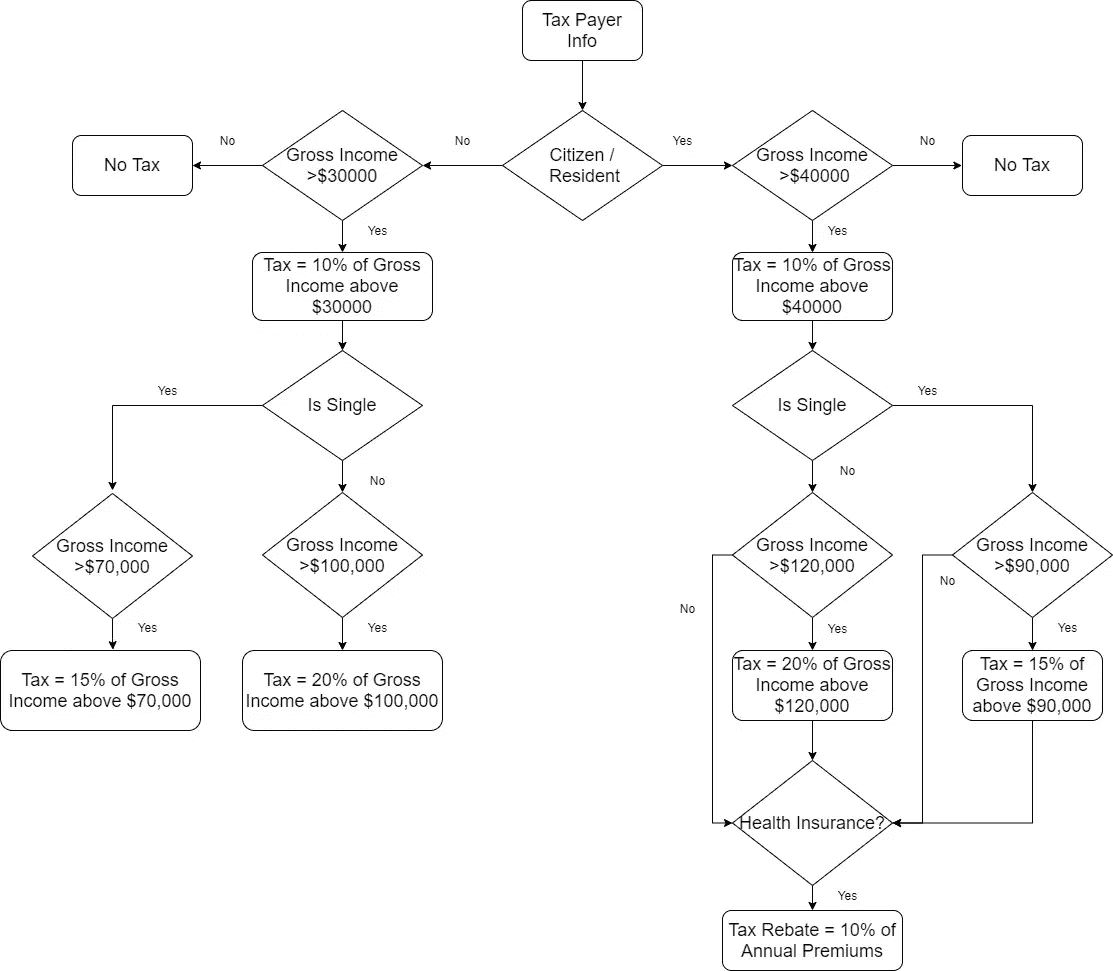 Tax Payer
Info
No
No
Yes
No
No Tax
Gross Income
>$30000
Citizen /
Resident
Gross Income
>$40000
No Tax
Yes
Yes
Tax = 10% of Gross
Income above
$30000
Tax = 10% of Gross
Income above
$40000
Yes
Is Single
Is Single
Yes
No
No
Gross Income
>$70,000
Gross Income
>$100,000
Gross Income
>$120,000
Gross Income
>$90,000
No
No
Yes
Yes
Yes
Yes
Tax = 15% of Gross
Income above $70,000
Tax = 20% of Gross
Income above $100,000
Tax = 20% of Gross
Income above
$120,000
Tax = 15% of
Gross Income
above $90,000
Health Insurance?
Yes
Tax Rebate = 10% of
Annual Premiums